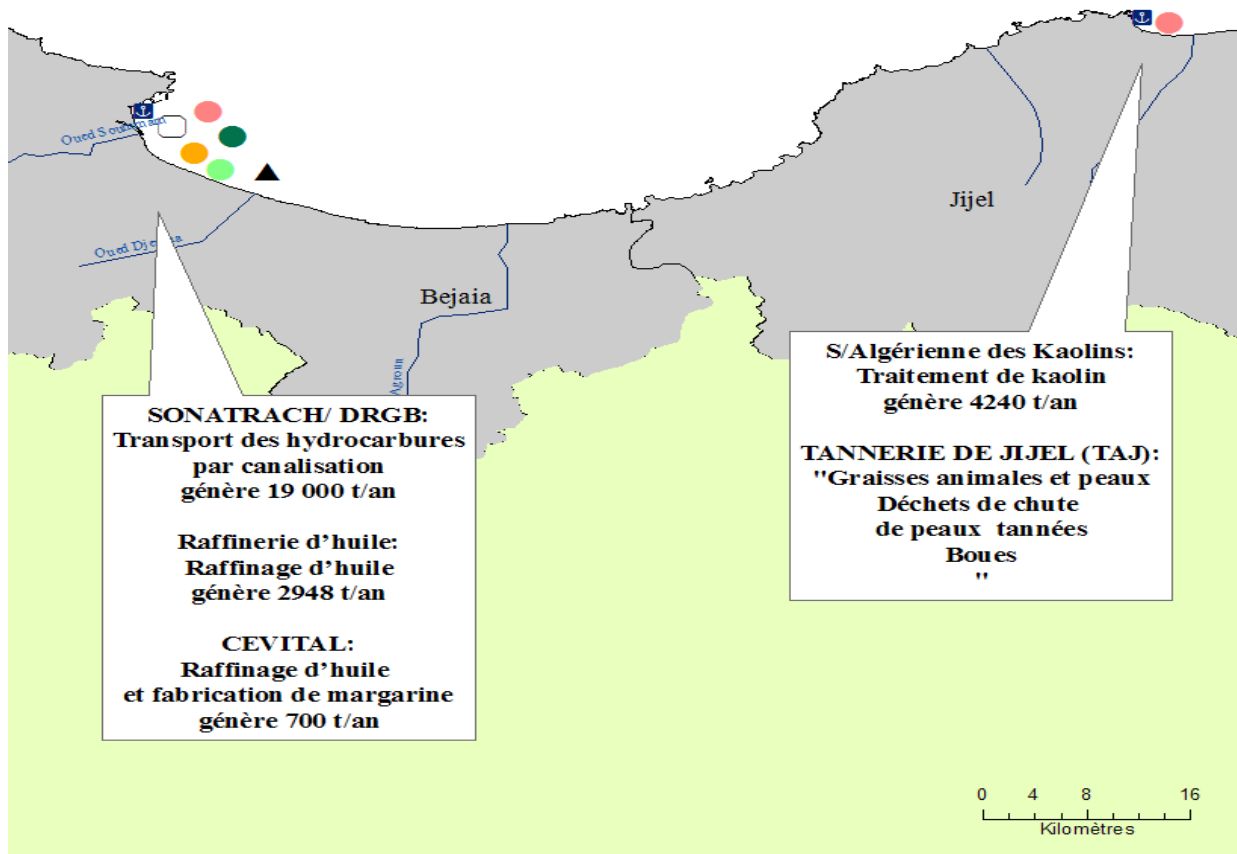 Oued Soummam
Oued Dje
Bejaia
Agrioun
Jijel
SONATRACH/ DRGB:
Transport des hydrocarbures
par canalisation
génère 19 000 t/an
Raffinerie d’huile:
Raffinage d’huile
génère 2948 t/an
CEVITAL:
Raffinage d’huile
et fabrication de margarine
génère 700 t/an
S/Algérienne des Kaolins:
Traitement de kaolin
génère 4240 t/an
TANNERIE DE JIJEL (TAJ):
"Graisses animales et peaux
Déchets de chute
de peaux tannées
Boues
"
0 4 8 16
Kilomètres